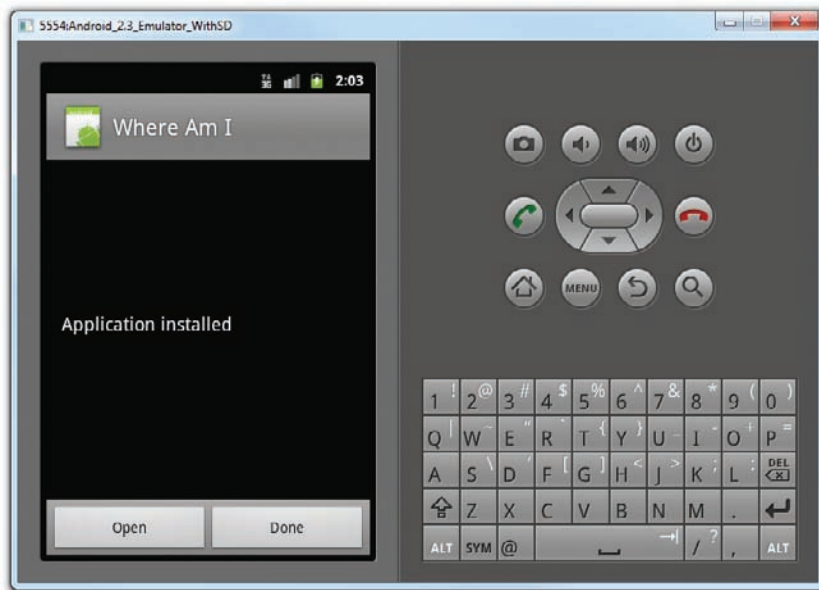 5554:Android_2.3_Emulator_WithSD
3G 2:03
Where Am I
Application installed
Open Done
MENU
1 ! 2 @ 3 # 4 $ 5 % 6 ^ 7 & 8 * 9 ( 0 )
Q | W ~ E " R ` T { Y } U _ I - O + P =
A S \ D ' F [ G ] H < J > K ; L : DEL
Z X C V B N M .
ALT SYM @ / ? , ALT